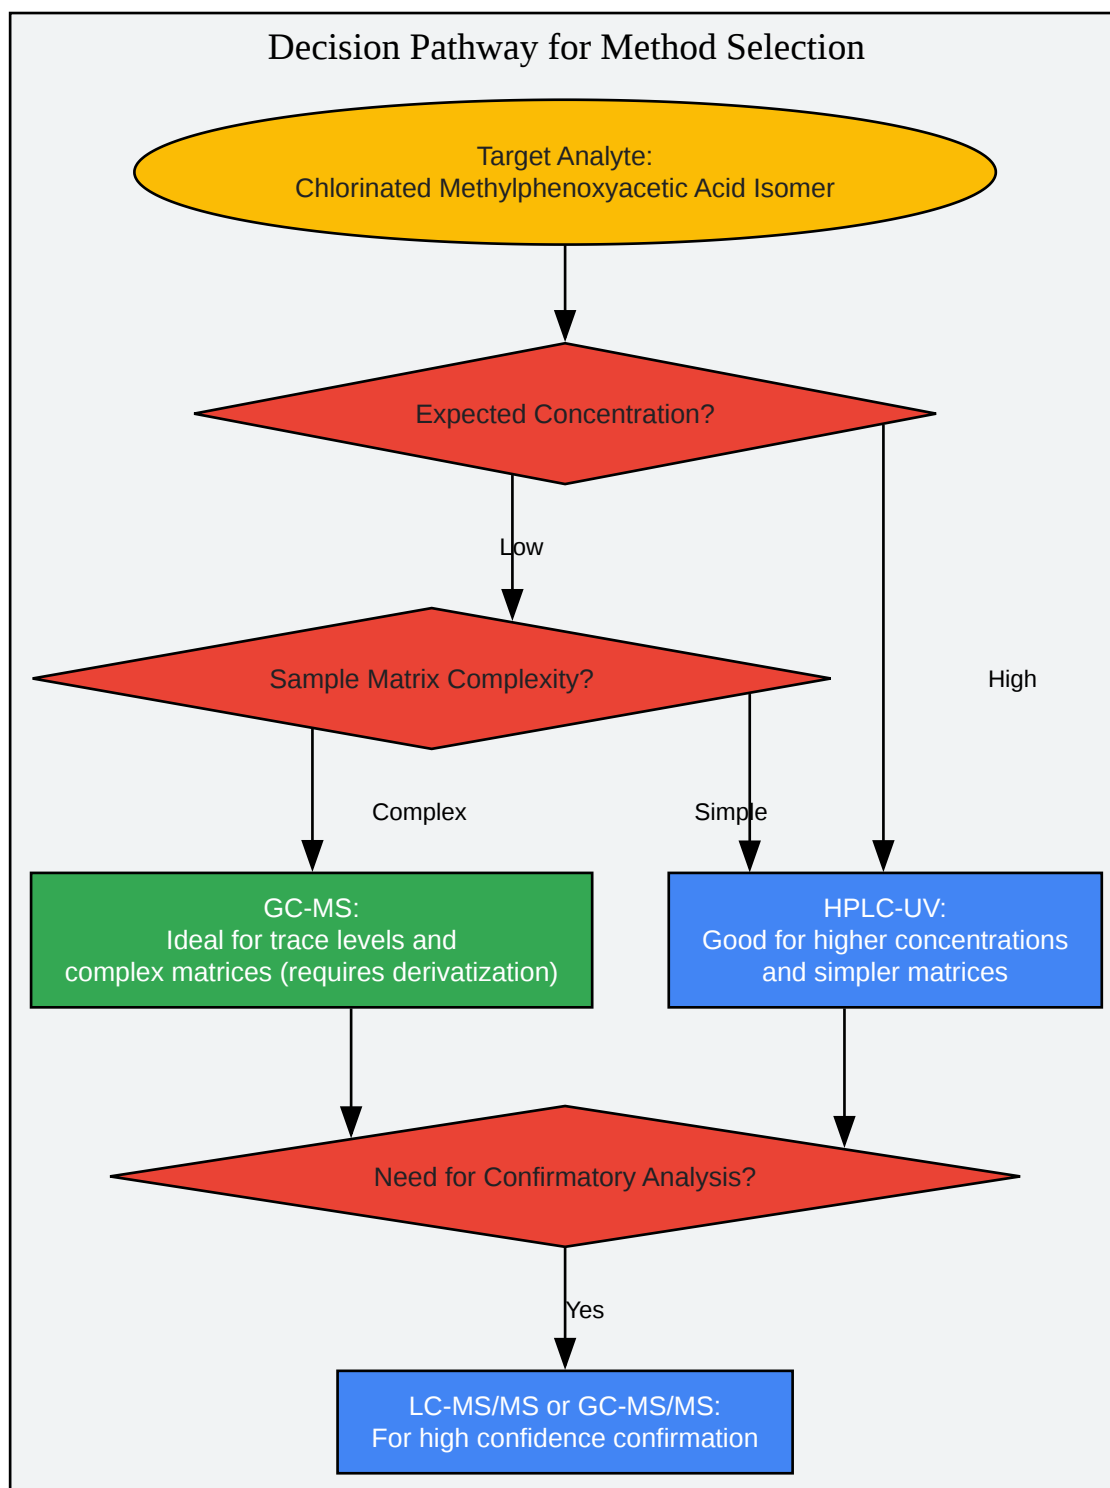 Decision Pathway for Method Selection
Target Analyte:
Chlorinated Methylphenoxyacetic Acid Isomer
Expected Concentration?
Low
Sample Matrix Complexity?
High
Complex
Simple
GC-MS:
Ideal for trace levels and
complex matrices (requires derivatization)
HPLC-UV:
Good for higher concentrations
and simpler matrices
Need for Confirmatory Analysis?
Yes
LC-MS/MS or GC-MS/MS:
For high confidence confirmation